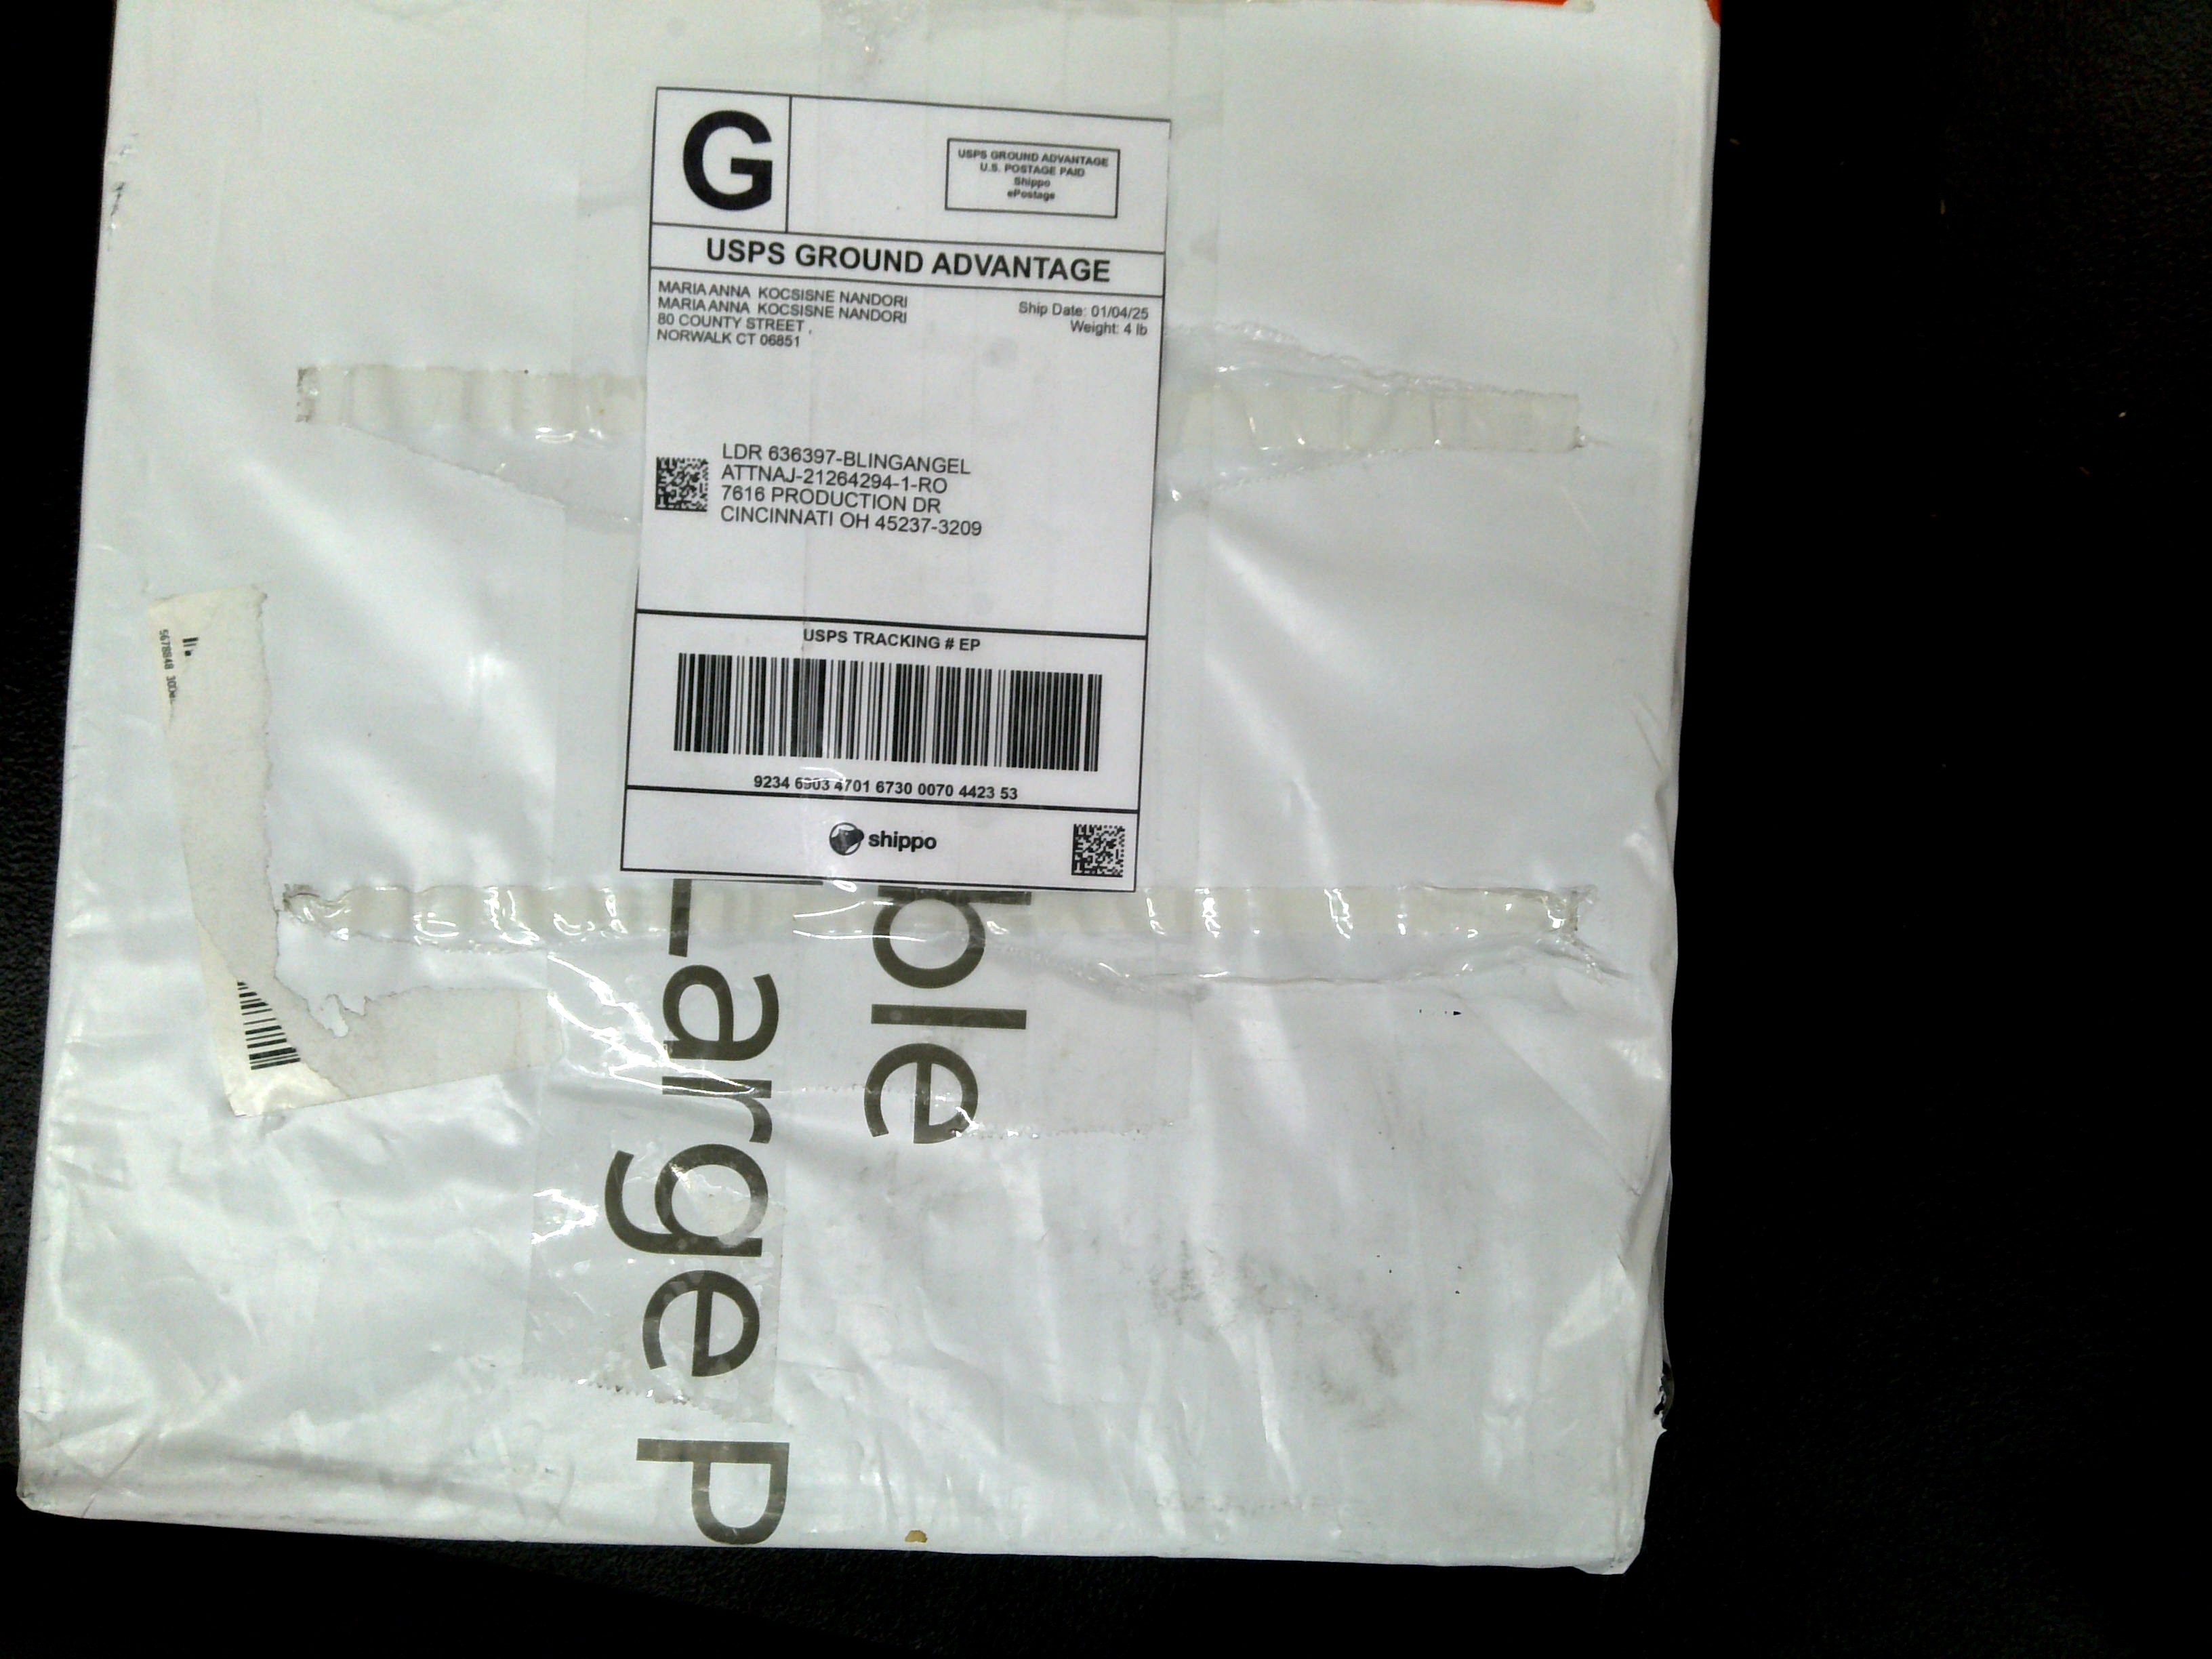 G
USPS GROUND ADVANTAGE
U.S. POSTAGE PAID
Shippo
ePostage
USPS GROUND ADVANTAGE
MARIA ANNA KOCSISNE NANDORI
MARIA ANNA KOCSISNE NANDORI
80 COUNTY STREET ,
NORWALK CT 06851
Ship Date: 01/04/25
Weight: 4 lb
LDR 636397-BLINGANGEL
ATTNAJ-21264294-1-RO
7616 PRODUCTION DR
CINCINNATI OH 45237-3209
USPS TRACKING # EP
9234 6903 4701 6730 0070 4423 53
shippo
ble
Large P